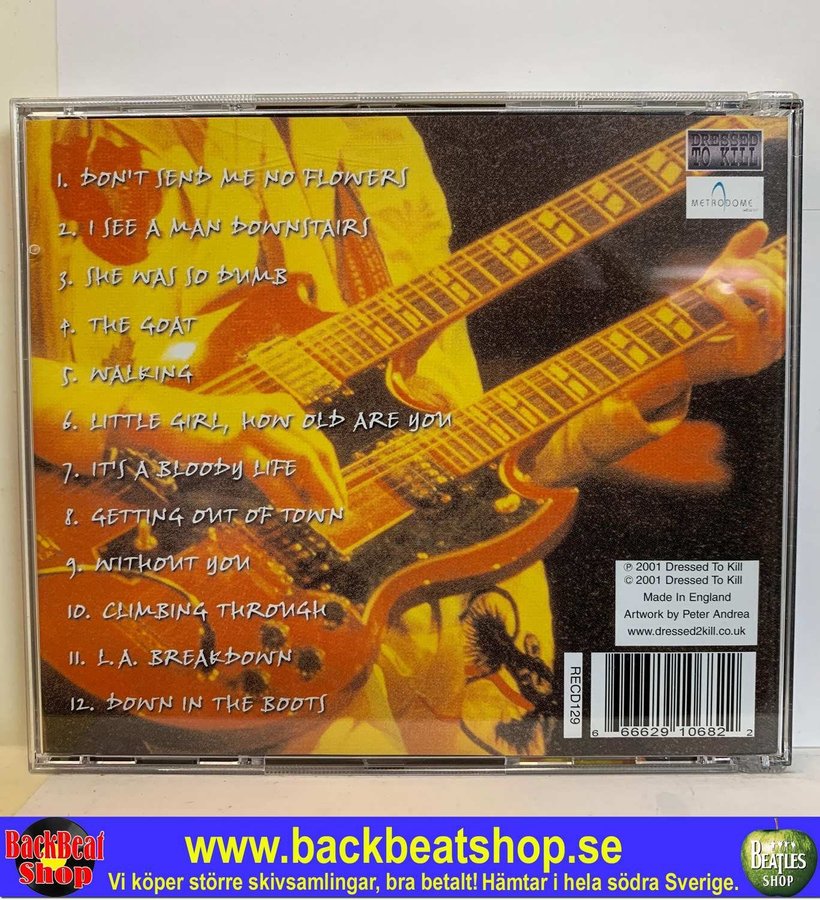 DRESSED
TO KILL
METRODOME
1. DON'T SEND ME NO FLOWERS
2. I SEE A MAN DOWNSTAIRS
3. SHE WAS SO DUMB
4. THE GOAT
5. WALKING
6. LITTLE GIRL, HOW OLD ARE YOU
7. IT'S A BLOODY LIFE
8. GETTING OUT OF TOWN
9. WITHOUT YOU
10. CLIMBING THROUGH
11. L.A. BREAKDOWN
12. DOWN IN THE BOOTS
℗ 2001 Dressed To Kill
© 2001 Dressed To Kill
Made In England
Artwork by Peter Andrea
www.dressed2kill.co.uk
RECD129
6 66629 10682 2
BackBeat
Shop
www.backbeatshop.se
Vi köper större skivsamlingar, bra betalt! Hämtar i hela södra Sverige.
BEATLES
SHOP